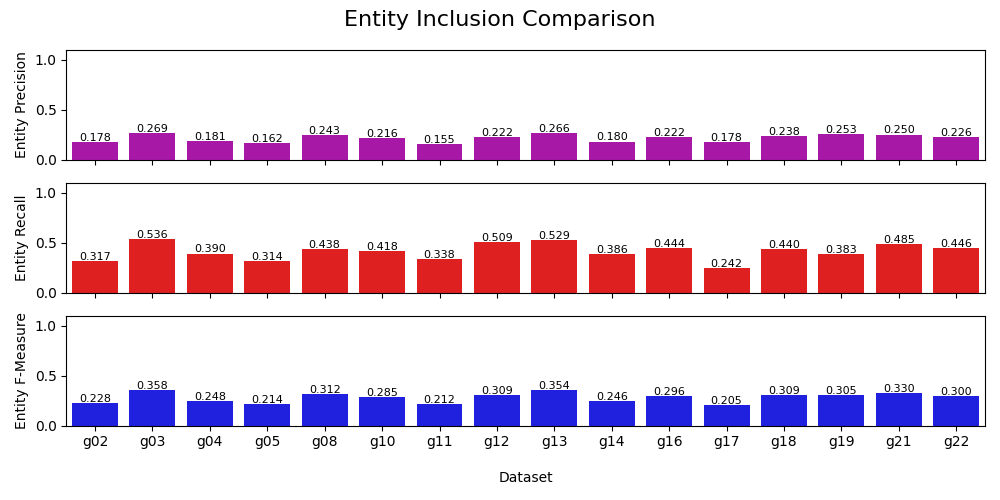 Entity Inclusion Comparison
Entity Precision
1.0
0.5
0.0
0.178 0.269 0.181 0.162 0.243 0.216 0.155 0.222 0.266 0.180 0.222 0.178 0.238 0.253 0.250 0.226
Entity Recall
1.0
0.5
0.0
0.317 0.536 0.390 0.314 0.438 0.418 0.338 0.509 0.529 0.386 0.444 0.242 0.440 0.383 0.485 0.446
Entity F-Measure
1.0
0.5
0.0
0.228 0.358 0.248 0.214 0.312 0.285 0.212 0.309 0.354 0.246 0.296 0.205 0.309 0.305 0.330 0.300
g02 g03 g04 g05 g08 g10 g11 g12 g13 g14 g16 g17 g18 g19 g21 g22
Dataset